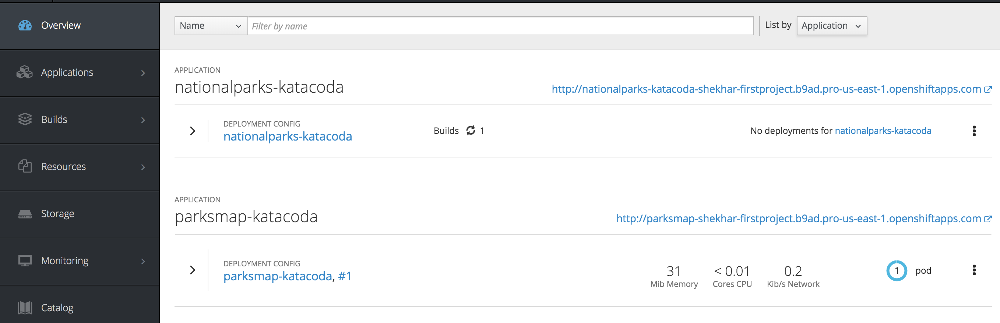 Overview
Applications
Builds
Resources
Storage
Monitoring
Catalog
Name Filter by name List by Application
APPLICATION
nationalparks-katacoda http://nationalparks-katacoda-shekhar-firstproject.b9ad.pro-us-east-1.openshiftapps.com
DEPLOYMENT CONFIG
nationalparks-katacoda
Builds 1
No deployments for nationalparks-katacoda
APPLICATION
parksmap-katacoda http://parksmap-shekhar-firstproject.b9ad.pro-us-east-1.openshiftapps.com
DEPLOYMENT CONFIG
parksmap-katacoda, #1
31 < 0.01 0.2
Mib Memory Cores CPU Kib/s Network
1 pod